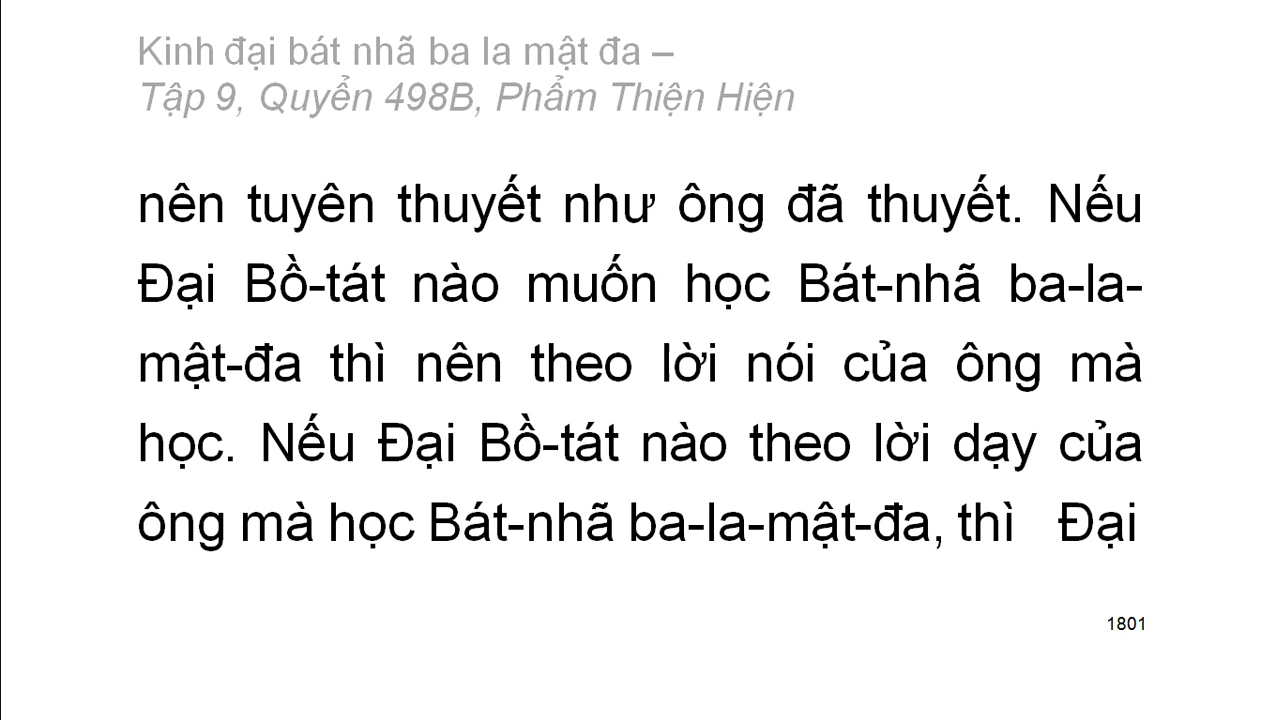 Kinh đại bát nhã ba la mật đa –
Tập 9, Quyển 498B, Phẩm Thiện Hiện
nên tuyên thuyết như ông đã thuyết. Nếu
Đại Bồ-tát nào muốn học Bát-nhã ba-la-
mật-đa thì nên theo lời nói của ông mà
học. Nếu Đại Bồ-tát nào theo lời dạy của
ông mà học Bát-nhã ba-la-mật-đa, thì Đại
1801